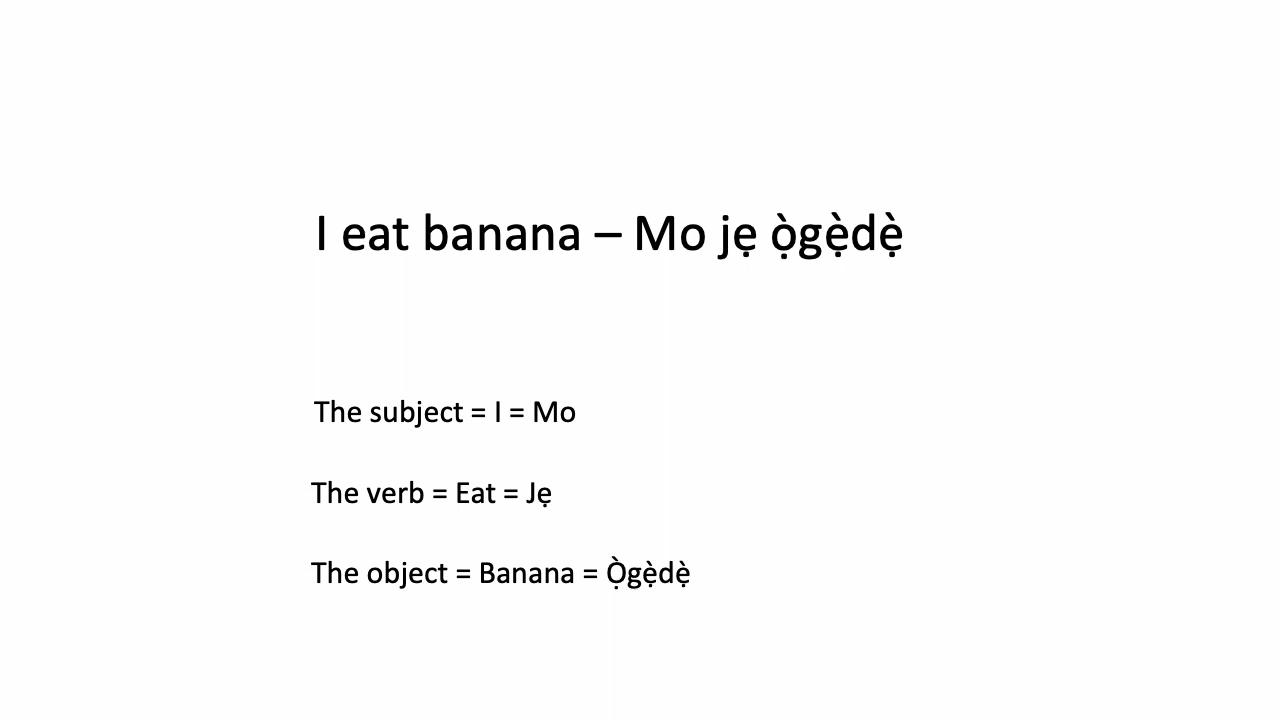 I eat banana – Mo jẹ ọ̀gẹ̀dẹ̀
The subject = I = Mo
The verb = Eat = Jẹ
The object = Banana = Ọ̀gẹ̀dẹ̀